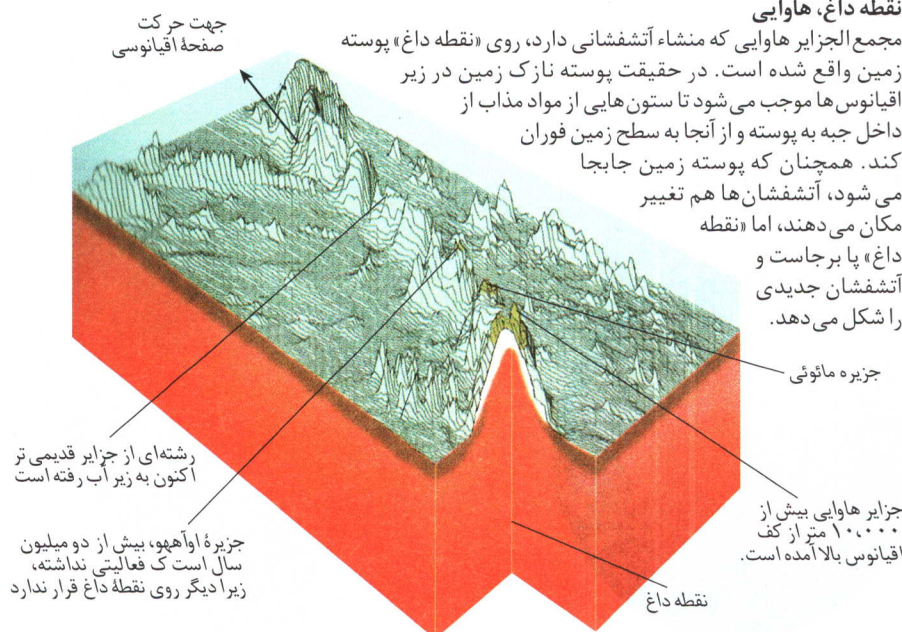 نقطه داغ، هاوایی
مجمع الجزایر هاوایی که منشاء آتشفشانی دارد، روی «نقطه داغ» پوسته
زمین واقع شده است. در حقیقت پوسته نازک زمین در زیر
اقیانوس‌ها موجب می‌شود تا ستون‌هایی از مواد مذاب از
داخل جبه به پوسته و از آنجا به سطح زمین فوران
کند. همچنان که پوسته زمین جابجا
می شود، آتشفشان‌ها هم تغییر
مکان می‌دهند، اما «نقطه
داغ» پا برجاست و
آتشفشان جدیدی
را شکل می‌دهد.
جهت حرکت
صفحهٔ اقیانوسی
جزیره مائوئی
جزایر هاوایی بیش از
۱۰،۰۰۰ متر از کف
اقیانوس بالا آمده است.
نقطه داغ
رشته‌ای از جزایر قدیمی تر
اکنون به زیر آب رفته است
جزیرهٔ اوآههو، بیش از دو میلیون
سال است ک فعالیتی نداشته،
زیرا دیگر روی نقطهٔ داغ قرار ندارد